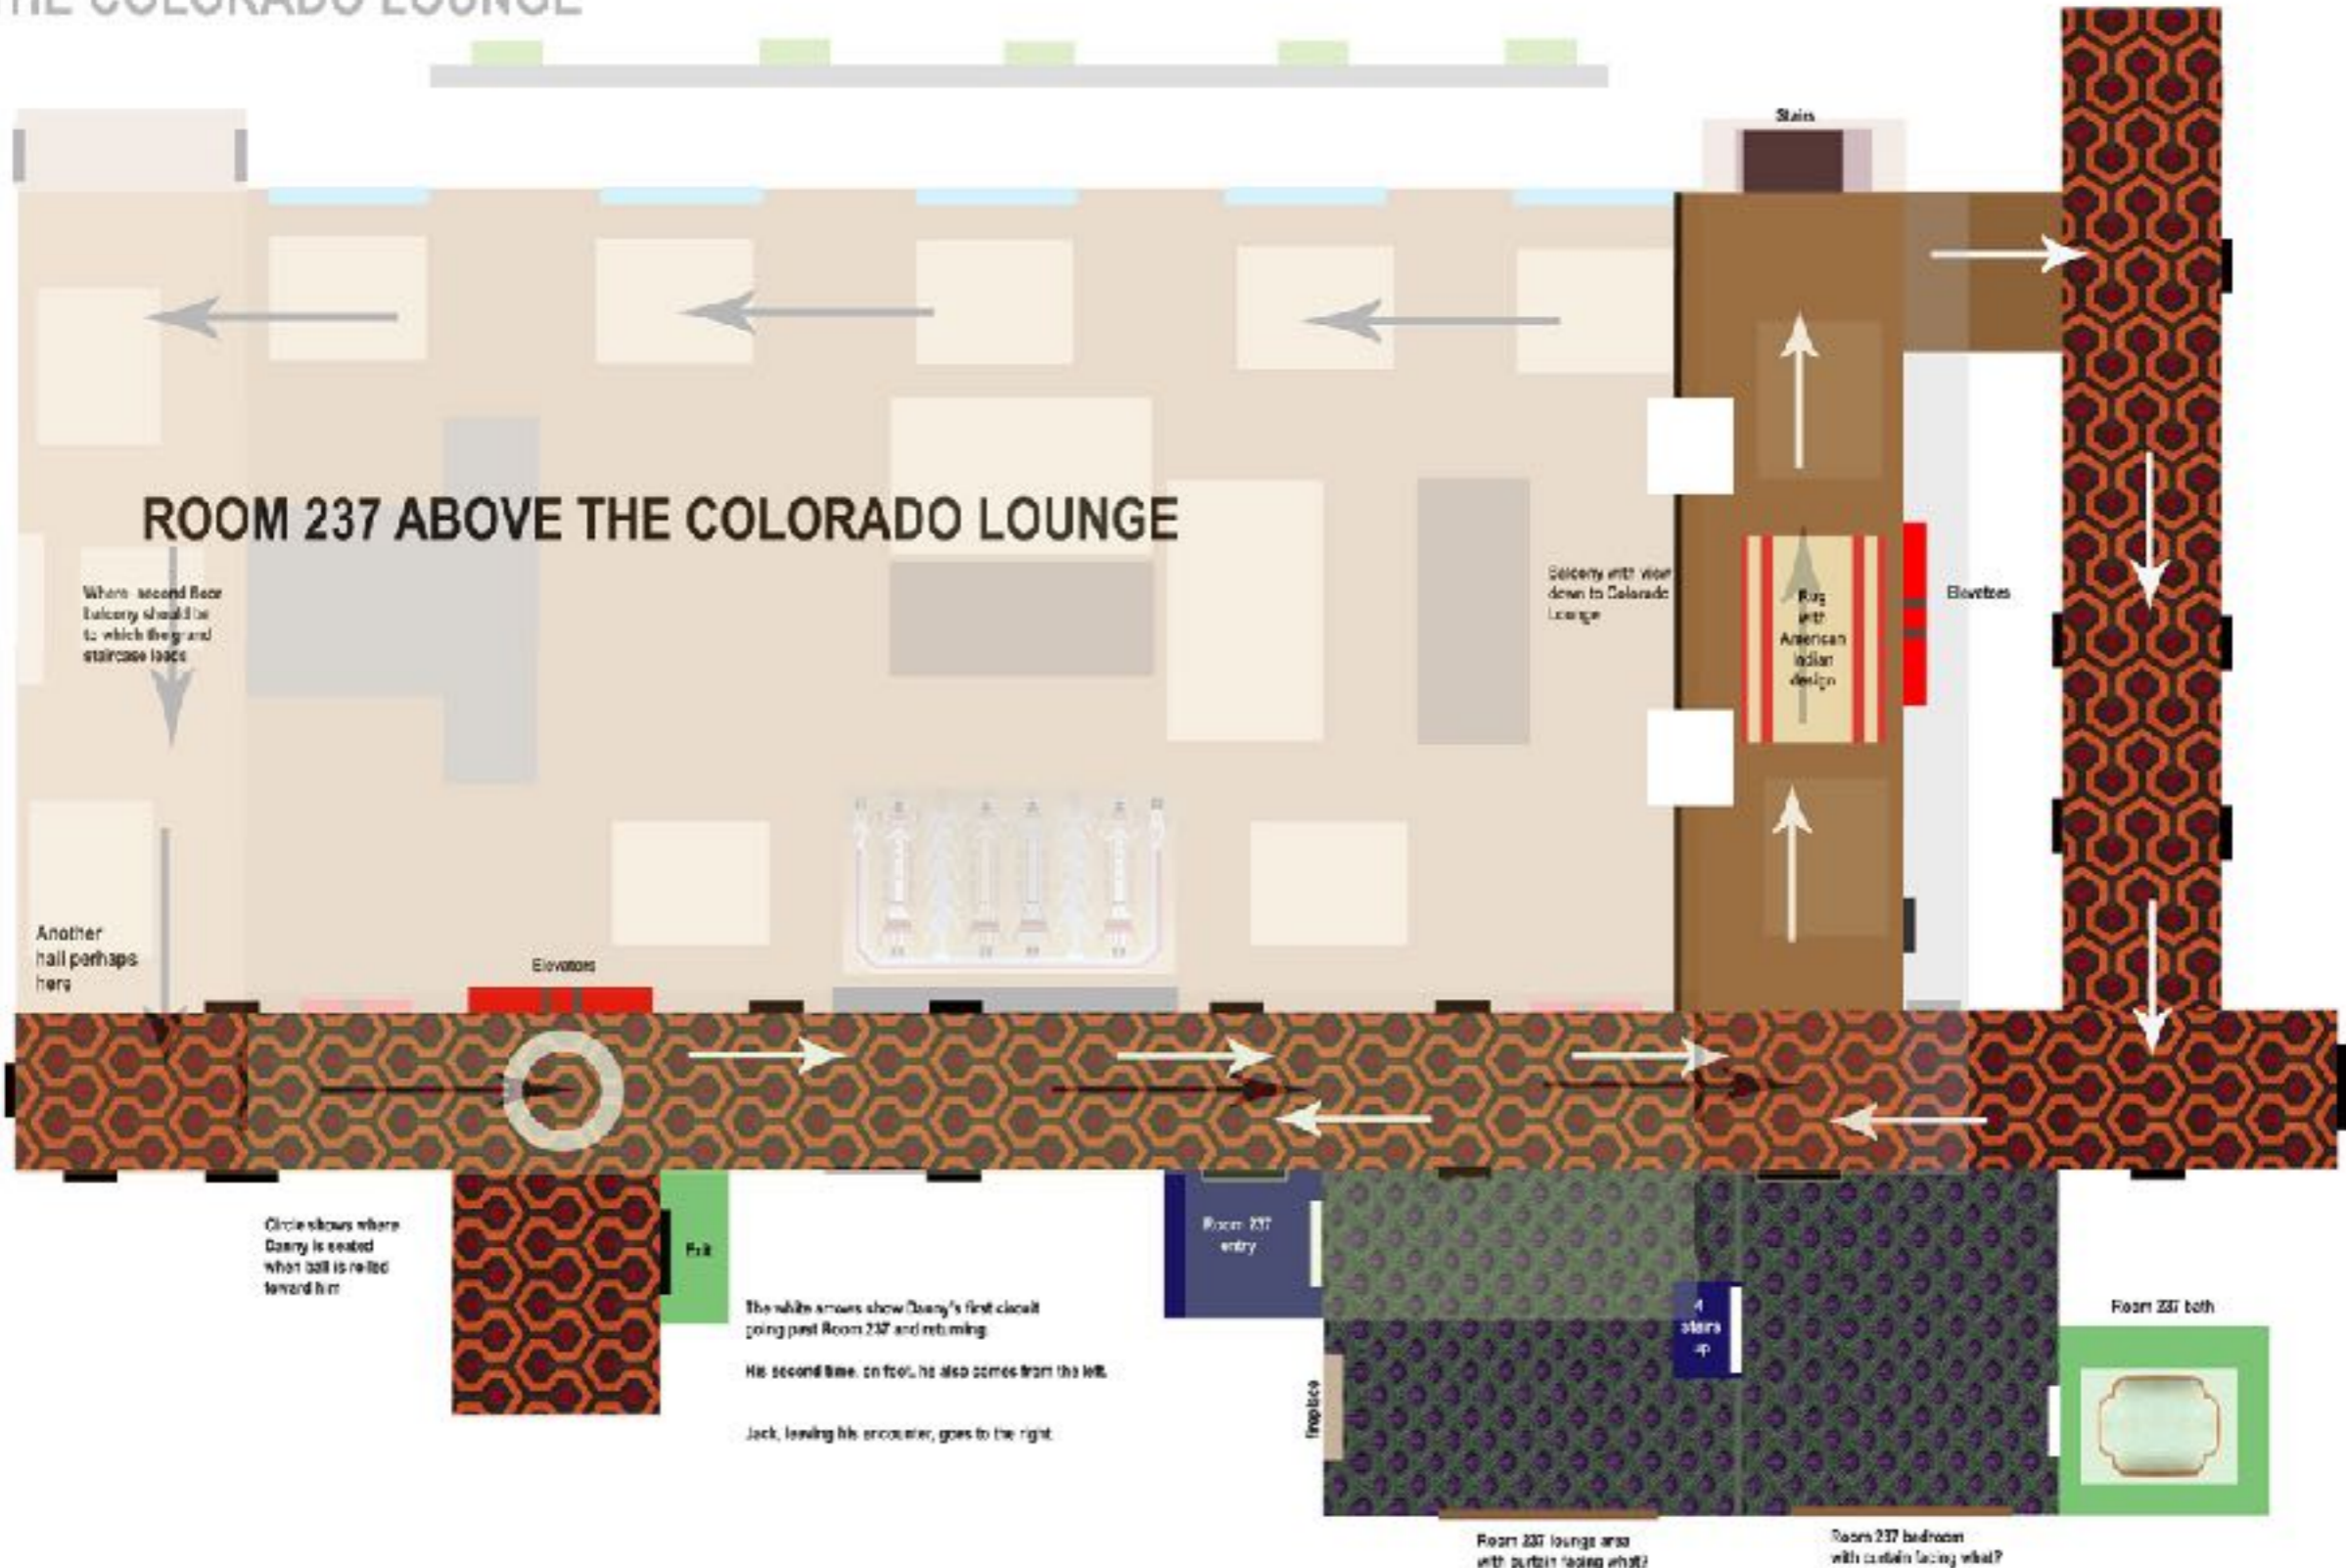 THE COLORADO LOUNGE
Stairs
ROOM 237 ABOVE THE COLORADO LOUNGE
Where second floor
balcony should be
to which the grand
staircase leads
Balcony with view
down to Colorado
Lounge
Rug
with
American
Indian
design
Elevators
Another
hall perhaps
here
Elevators
Circle shows where
Danny is seated
when ball is rolled
toward him
Exit
Room 237
entry
The white arrows show Danny's first circuit
going past Room 237 and returning.
His second time, on foot, he also comes from the left.
Jack, leaving his encounter, goes to the right.
fireplace
4
stairs
up
Room 237 bath
Room 237 lounge area
with curtain facing what?
Room 237 bedroom
with curtain facing what?